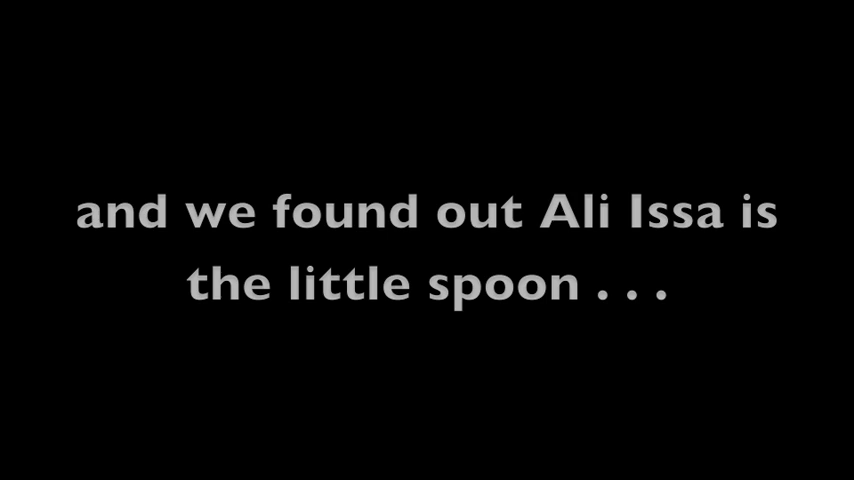 and we found out Ali Issa is
the little spoon . . .